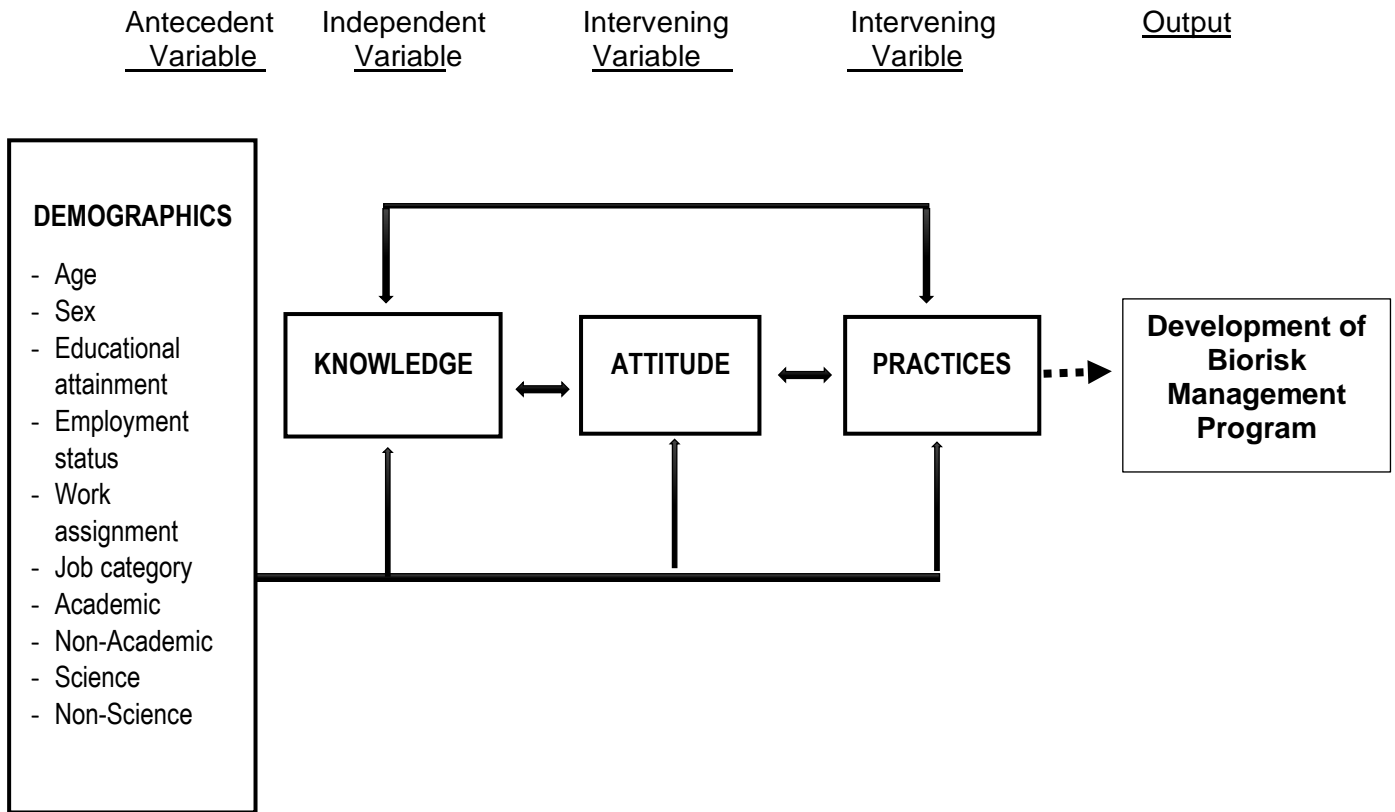 Antecedent
Variable
Independent
Variable
Intervening
Variable
Intervening
Varible
Output
DEMOGRAPHICS
- Age
- Sex
- Educational
attainment
- Employment
status
- Work
assignment
- Job category
- Academic
- Non-Academic
- Science
- Non-Science
KNOWLEDGE
ATTITUDE
PRACTICES
Development of
Biorisk
Management
Program